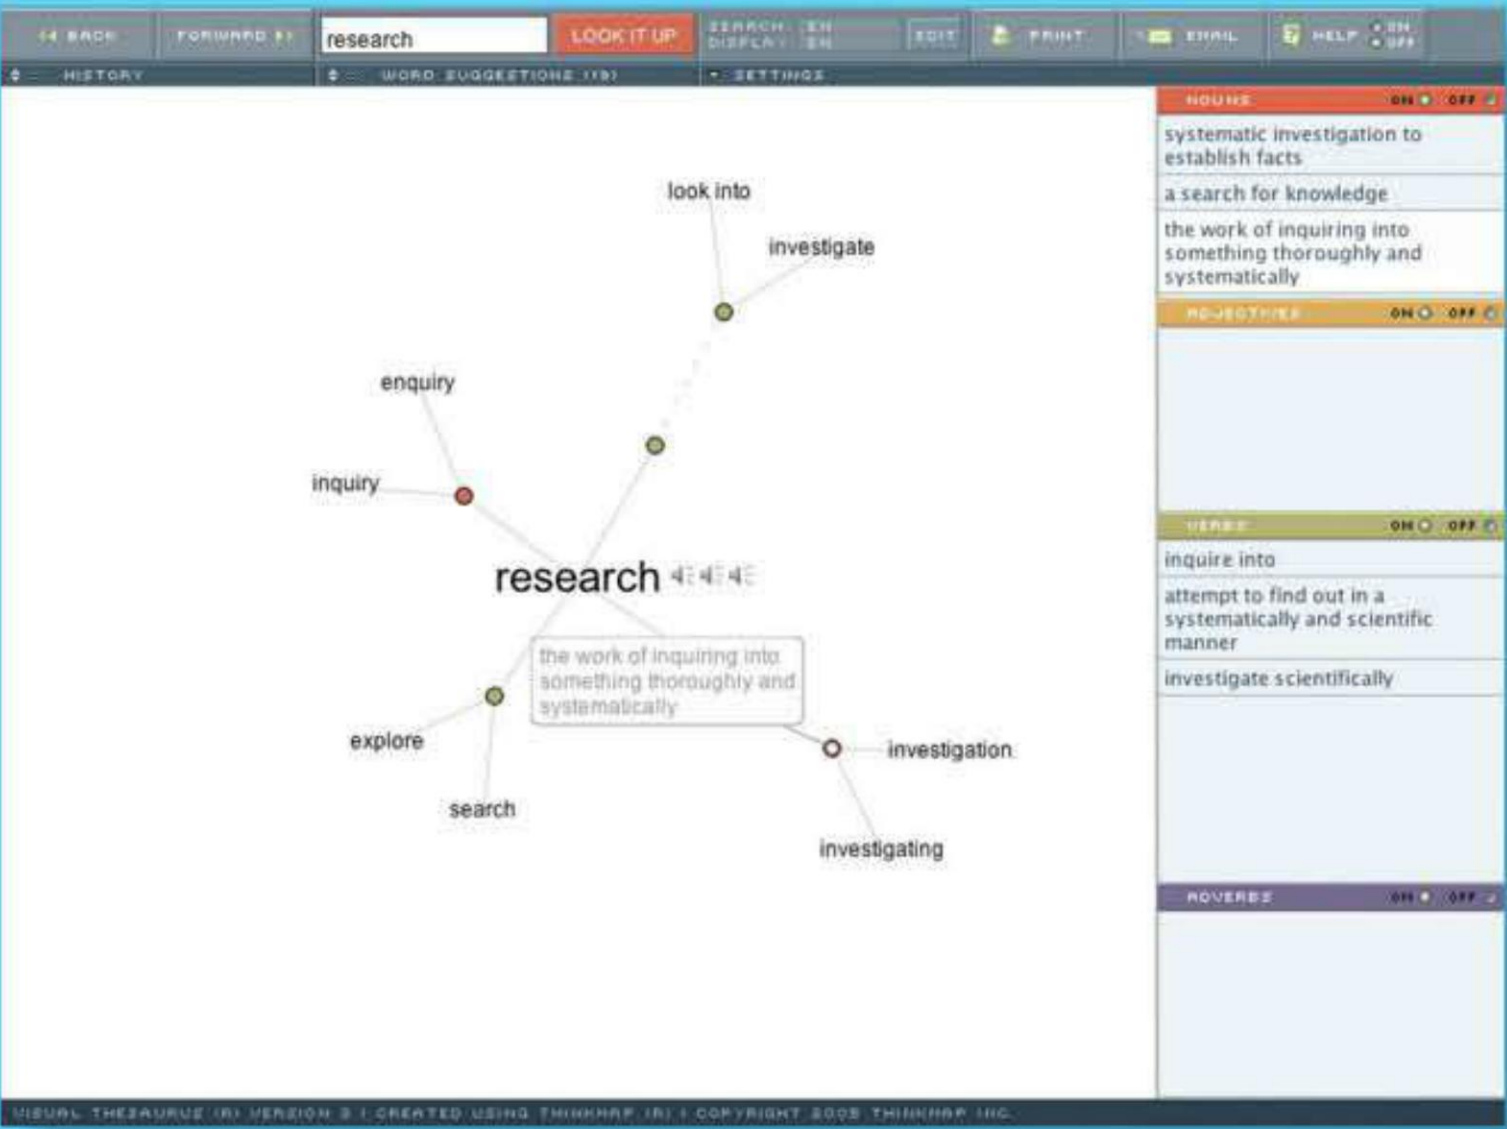 BACK
FORWARD
research
LOOK IT UP
SEARCH: EN
DISPLAY: EN
EDIT
PRINT
EMAIL
HELP
ON
OFF
HISTORY
WORD SUGGESTIONS (19)
SETTINGS
look into
investigate
enquiry
inquiry
research
the work of inquiring into
something thoroughly and
systematically
explore
search
investigation
investigating
NOUNS ON OFF
systematic investigation to
establish facts
a search for knowledge
the work of inquiring into
something thoroughly and
systematically
ADJECTIVES ON OFF
VERBS ON OFF
inquire into
attempt to find out in a
systematically and scientific
manner
investigate scientifically
ADVERBS ON OFF
VISUAL THESAURUS (R) VERSION 3 | CREATED USING THINKMAP (R) | COPYRIGHT 2005 THINKMAP INC.